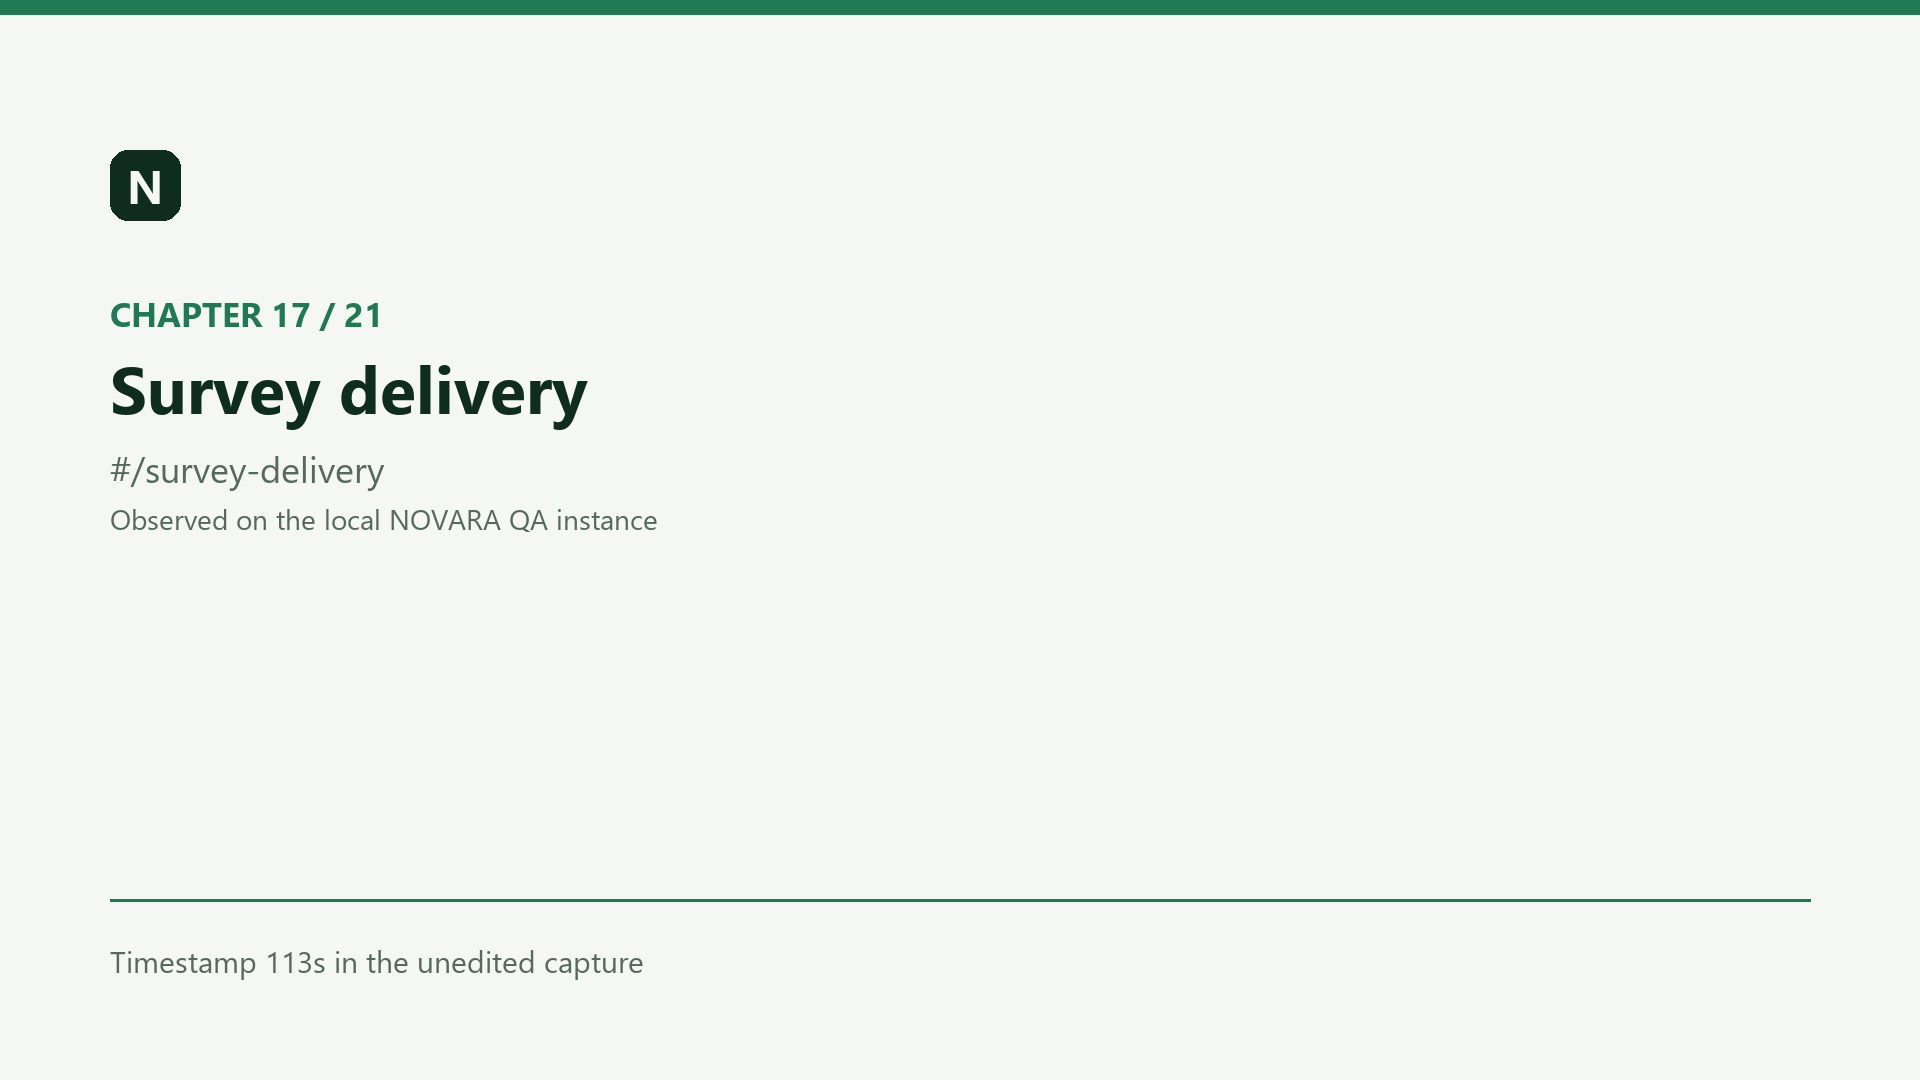 N
CHAPTER 17 / 21
Survey delivery
#/survey-delivery
Observed on the local NOVARA QA instance
Timestamp 113s in the unedited capture